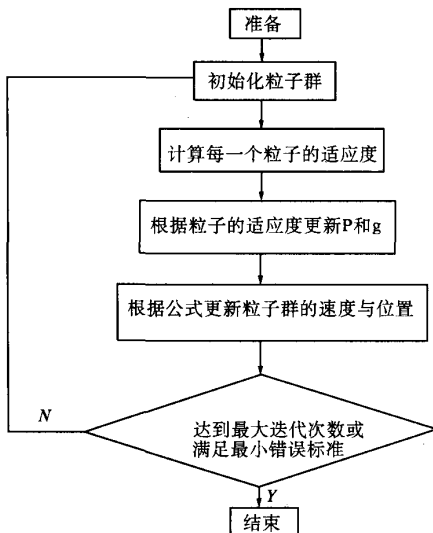 准备
初始化粒子群
计算每一个粒子的适应度
根据粒子的适应度更新P和g
根据公式更新粒子群的速度与位置
达到最大迭代次数或
满足最小错误标准
N
Y
结束